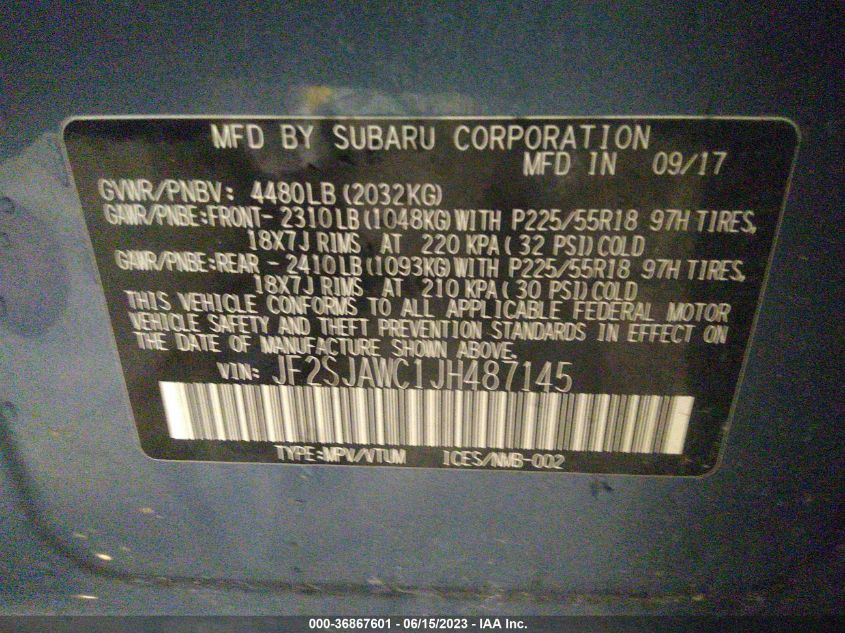 MFD BY SUBARU CORPORATION
MFD IN 09/17
GVWR/PNBV: 4480LB (2032KG)
GAWR/PNBE:FRONT- 2310LB (1048KG) WITH P225/55R18 97H TIRES,
18X7J RIMS AT 220 KPA ( 32 PSI) COLD
GAWR/PNBE:REAR - 2410LB (1093KG) WITH P225/55R18 97H TIRES,
18X7J RIMS AT 210 KPA ( 30 PSI) COLD
THIS VEHICLE CONFORMS TO ALL APPLICABLE FEDERAL MOTOR
VEHICLE SAFETY AND THEFT PREVENTION STANDARDS IN EFFECT ON
THE DATE OF MANUFACTURE SHOWN ABOVE.
VIN: JF2SJAWC1JH487145
TYPE:MPV/VTUM ICES/NMB-002
000-36867601 - 06/15/2023 - IAA Inc.